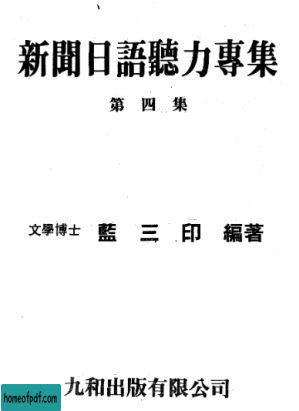 新聞日語聽力專集
第四集
文學博士 藍三印 編著
九和出版有限公司
homeofpdf.com